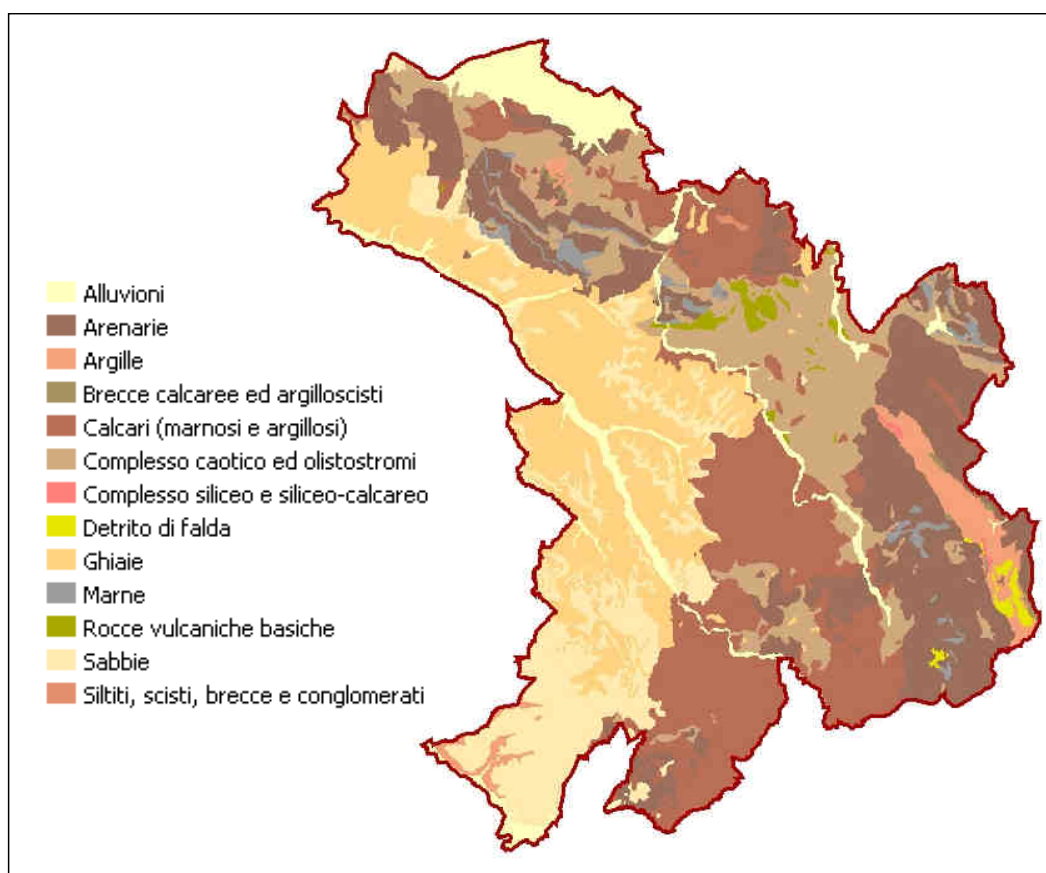 Alluvioni
Arenarie
Argille
Brecce calcaree ed argilloscisti
Calcari (marnosi e argillosi)
Complesso caotico ed olistostromi
Complesso siliceo e siliceo-calcareo
Detrito di falda
Ghiaie
Marne
Rocce vulcaniche basiche
Sabbie
Siltiti, scisti, brecce e conglomerati